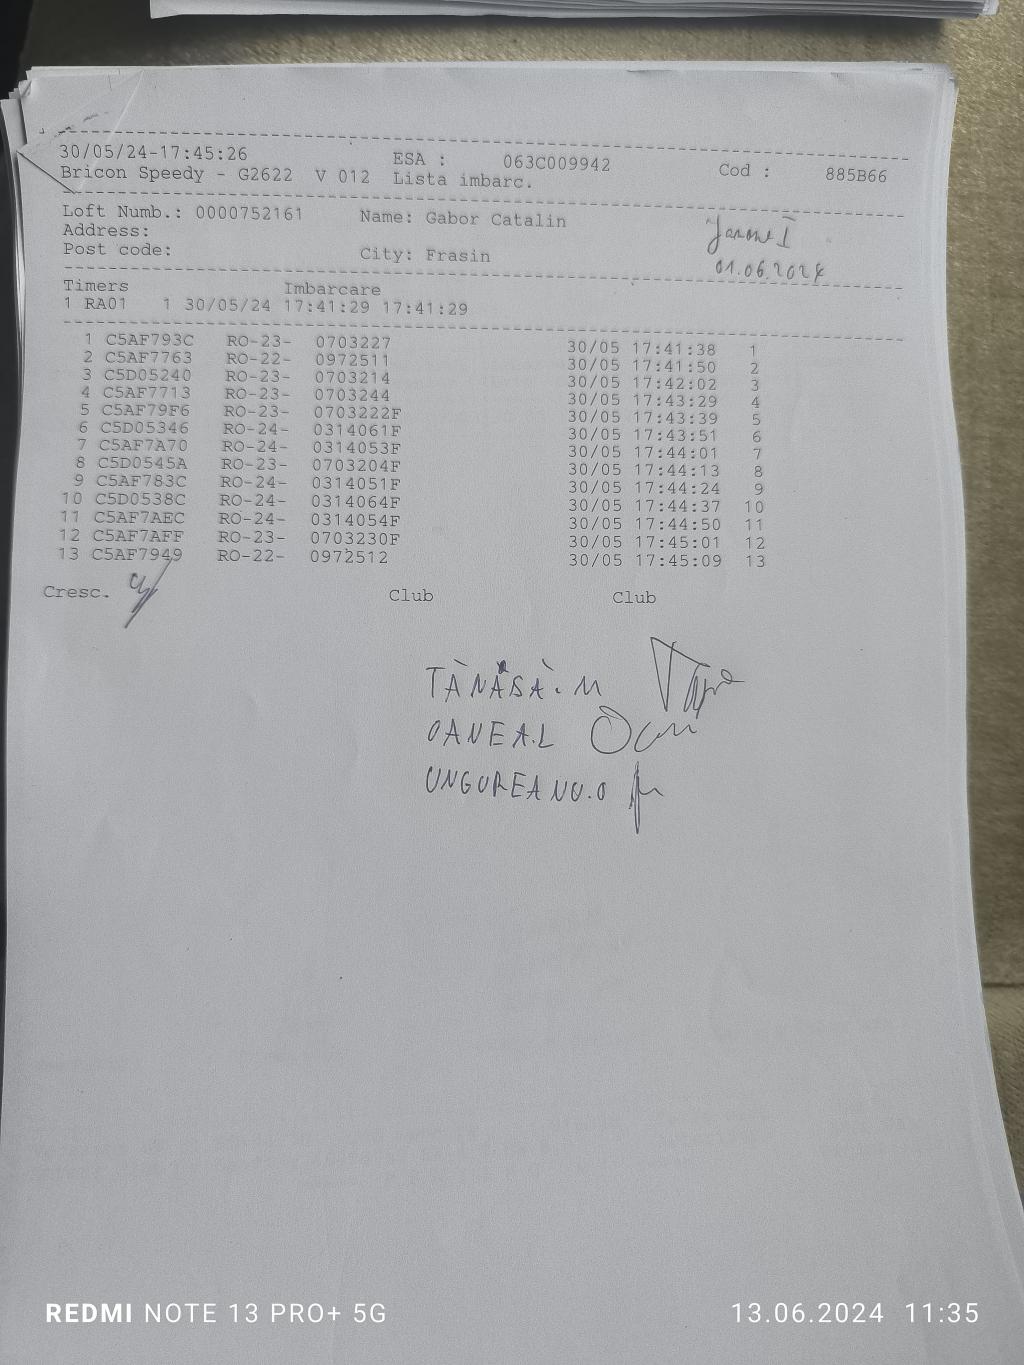 30/05/24-17:45:26 ESA : 063C009942 Cod : 885B66
Bricon Speedy - G2622 V 012 Lista imbarc.
Loft Numb.: 0000752161 Name: Gabor Catalin
Address:
Post code: City: Frasin
01.06.2024
Timers Imbarcare
1 RA01 1 30/05/24 17:41:29 17:41:29
1 C5AF793C RO-23- 0703227 30/05 17:41:38 1
2 C5AF7763 RO-22- 0972511 30/05 17:41:50 2
3 C5D05240 RO-23- 0703214 30/05 17:42:02 3
4 C5AF7713 RO-23- 0703244 30/05 17:43:29 4
5 C5AF79F6 RO-23- 0703222F 30/05 17:43:39 5
6 C5D05346 RO-24- 0314061F 30/05 17:43:51 6
7 C5AF7A70 RO-24- 0314053F 30/05 17:44:01 7
8 C5D0545A RO-23- 0703204F 30/05 17:44:13 8
9 C5AF783C RO-24- 0314051F 30/05 17:44:24 9
10 C5D0538C RO-24- 0314064F 30/05 17:44:37 10
11 C5AF7AEC RO-24- 0314054F 30/05 17:44:50 11
12 C5AF7AFF RO-23- 0703230F 30/05 17:45:01 12
13 C5AF7949 RO-22- 0972512 30/05 17:45:09 13
Cresc. Club Club
TĂNASĂ. M
OANEA.L
UNGUREANU.O
REDMI NOTE 13 PRO+ 5G 13.06.2024 11:35